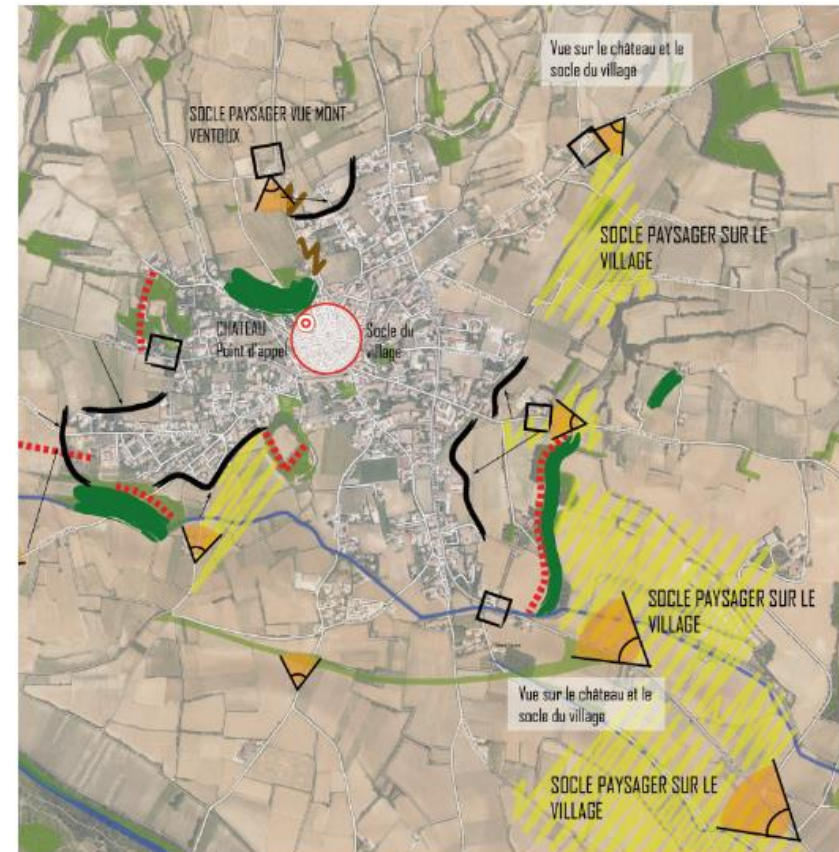 Vue sur le château et le
socle du village
SOCLE PAYSAGER VUE MONT
VENTOUX
SOCLE PAYSAGER SUR LE
VILLAGE
CHATEAU
Point d'appel
Socle du
village
SOCLE PAYSAGER SUR LE
VILLAGE
Vue sur le château et le
socle du village
SOCLE PAYSAGER SUR LE
VILLAGE